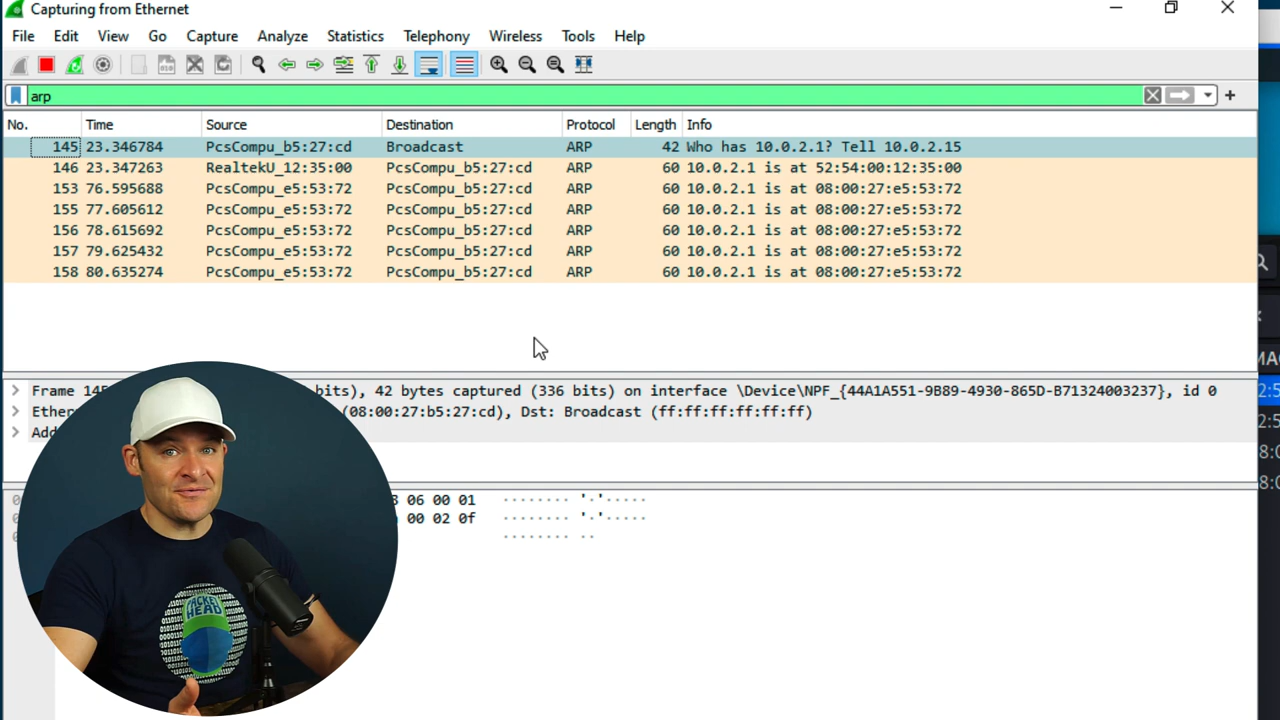 Capturing from Ethernet
File Edit View Go Capture Analyze Statistics Telephony Wireless Tools Help
arp
No. Time Source Destination Protocol Length Info
145 23.346784 PcsCompu_b5:27:cd Broadcast ARP 42 Who has 10.0.2.1? Tell 10.0.2.15
146 23.347263 RealtekU_12:35:00 PcsCompu_b5:27:cd ARP 60 10.0.2.1 is at 52:54:00:12:35:00
153 76.595688 PcsCompu_e5:53:72 PcsCompu_b5:27:cd ARP 60 10.0.2.1 is at 08:00:27:e5:53:72
155 77.605612 PcsCompu_e5:53:72 PcsCompu_b5:27:cd ARP 60 10.0.2.1 is at 08:00:27:e5:53:72
156 78.615692 PcsCompu_e5:53:72 PcsCompu_b5:27:cd ARP 60 10.0.2.1 is at 08:00:27:e5:53:72
157 79.625432 PcsCompu_e5:53:72 PcsCompu_b5:27:cd ARP 60 10.0.2.1 is at 08:00:27:e5:53:72
158 80.635274 PcsCompu_e5:53:72 PcsCompu_b5:27:cd ARP 60 10.0.2.1 is at 08:00:27:e5:53:72
Frame 145 bits), 42 bytes captured (336 bits) on interface \Device\NPF_{44A1A551-9B89-4930-865D-B71324003237}, id 0
(08:00:27:b5:27:cd), Dst: Broadcast (ff:ff:ff:ff:ff:ff)
06 00 01 ········ '·'·····
00 02 0f ········ '·'·····
········ ··
HEAD